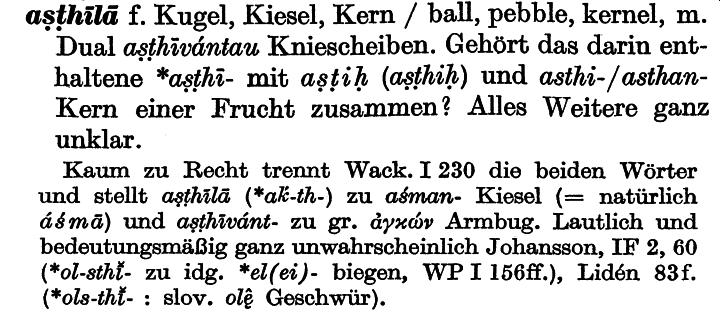 aṣṭhīlā f. Kugel, Kiesel, Kern / ball, pebble, kernel, m.
Dual aṣṭhīvántau Kniescheiben. Gehört das darin ent-
haltene *aṣṭhī- mit aṣṭiḥ (aṣṭhiḥ) und asthi-/asthan-
Kern einer Frucht zusammen? Alles Weitere ganz
unklar.
Kaum zu Recht trennt Wack. I 230 die beiden Wörter
und stellt aṣṭhīlā (*ak̑-th-) zu aśman- Kiesel (= natürlich
áśmā) und aṣṭhīvánt- zu gr. ἀγκών Armbug. Lautlich und
bedeutungsmäßig ganz unwahrscheinlich Johansson, IF 2, 60
(*ol-sthī̆- zu idg. *el(ei)- biegen, WP I 156ff.), Lidén 83f.
(*ols-thī̆- : slov. olę̂ Geschwür).